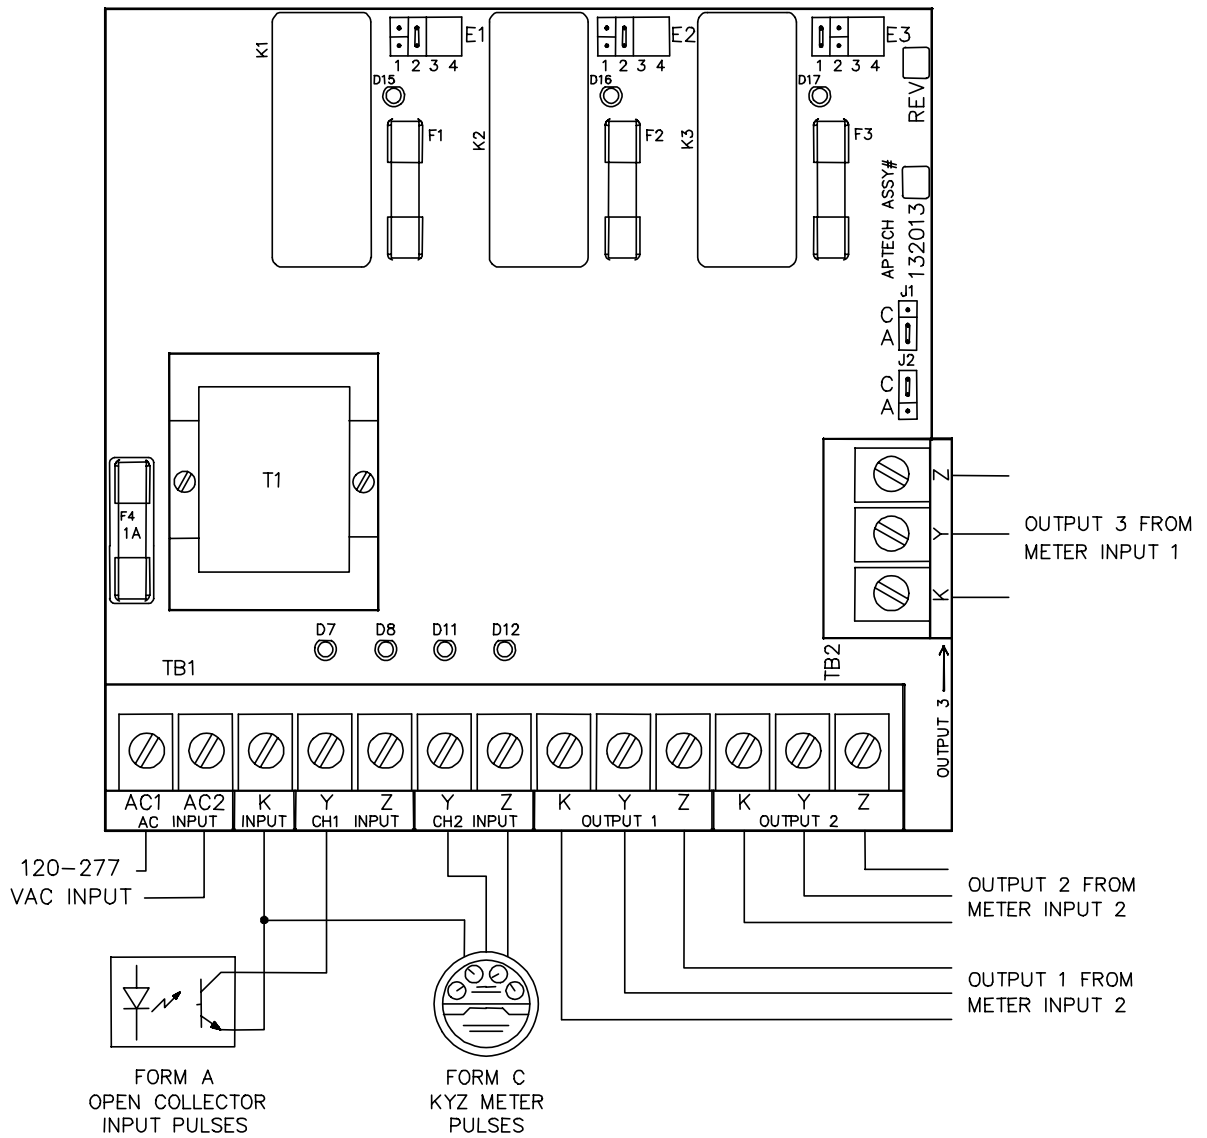 K1
E1
1 2 3 4
D15
F1
K2
E2
1 2 3 4
D16
F2
K3
E3
1 2 3 4
D17
F3
REV
APTECH ASSY#
132013
J1
C
A
J2
C
A
T1
F4
1A
Z
Y
K
OUTPUT 3 FROM
METER INPUT 1
D7 D8 D11 D12
TB1
TB2
OUTPUT 3
AC1 AC2 K Y Z Y Z K Y Z K Y Z
AC INPUT INPUT CH1 INPUT CH2 INPUT OUTPUT 1 OUTPUT 2
120-277
VAC INPUT
OUTPUT 2 FROM
METER INPUT 2
OUTPUT 1 FROM
METER INPUT 2
FORM A
OPEN COLLECTOR
INPUT PULSES
FORM C
KYZ METER
PULSES